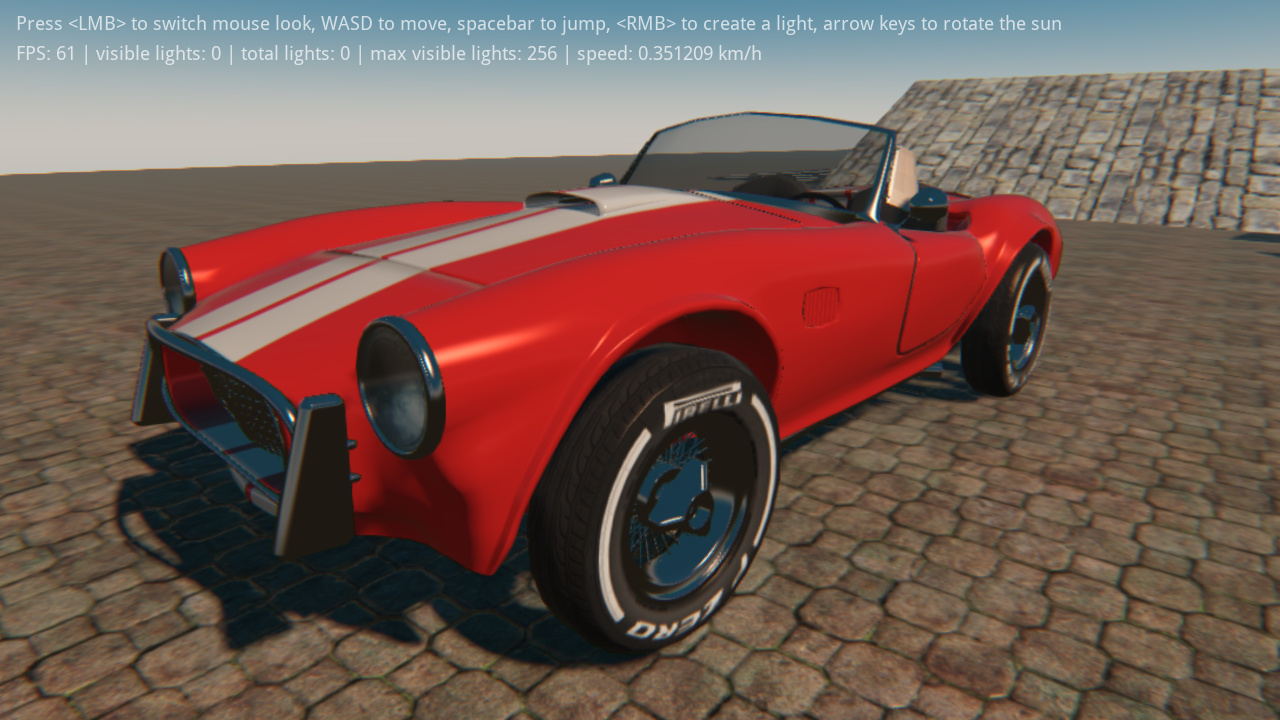 Press <LMB> to switch mouse look, WASD to move, spacebar to jump, <RMB> to create a light, arrow keys to rotate the sun
FPS: 61 | visible lights: 0 | total lights: 0 | max visible lights: 256 | speed: 0.351209 km/h
PIRELLI
ZERO